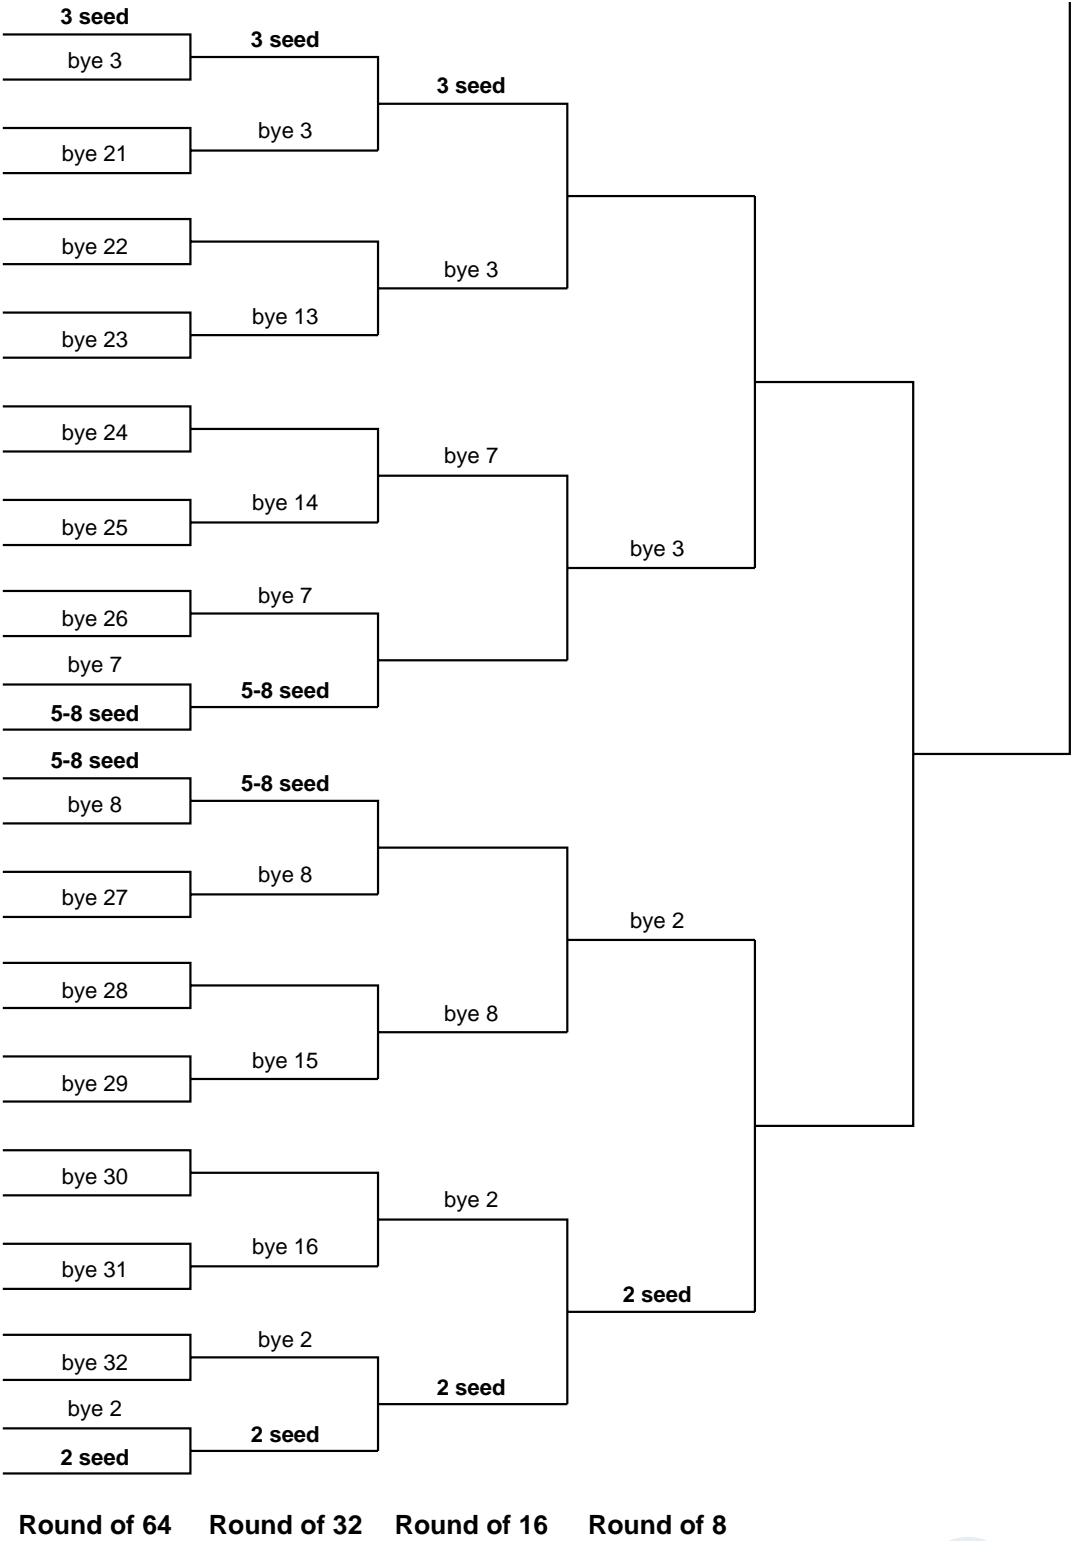 3 seed
3 seed
bye 3
3 seed
bye 3
bye 21
bye 22
bye 3
bye 13
bye 23
bye 24
bye 7
bye 14
bye 25
bye 3
bye 7
bye 26
bye 7
5-8 seed
5-8 seed
5-8 seed
5-8 seed
bye 8
bye 8
bye 27
bye 2
bye 28
bye 8
bye 15
bye 29
bye 30
bye 2
bye 16
bye 31
2 seed
bye 2
bye 32
2 seed
bye 2
2 seed
2 seed
Round of 64 Round of 32 Round of 16 Round of 8